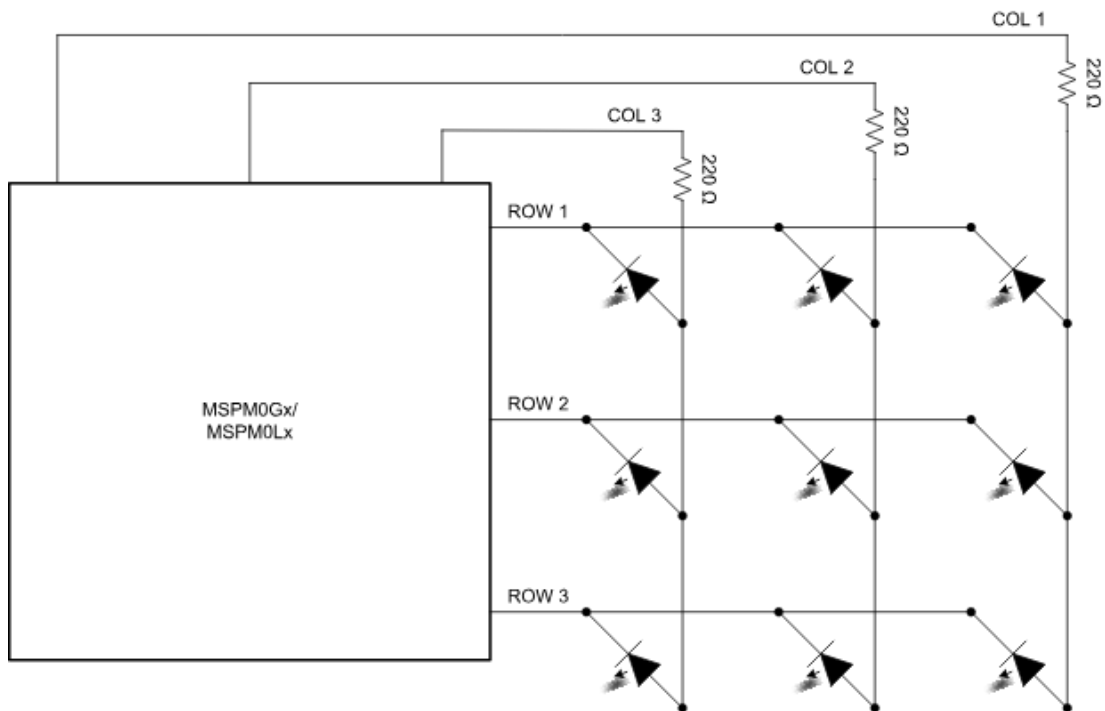 COL 1
220 Ω
COL 2
220 Ω
COL 3
220 Ω
ROW 1
MSPM0Gx/
MSPM0Lx
ROW 2
ROW 3